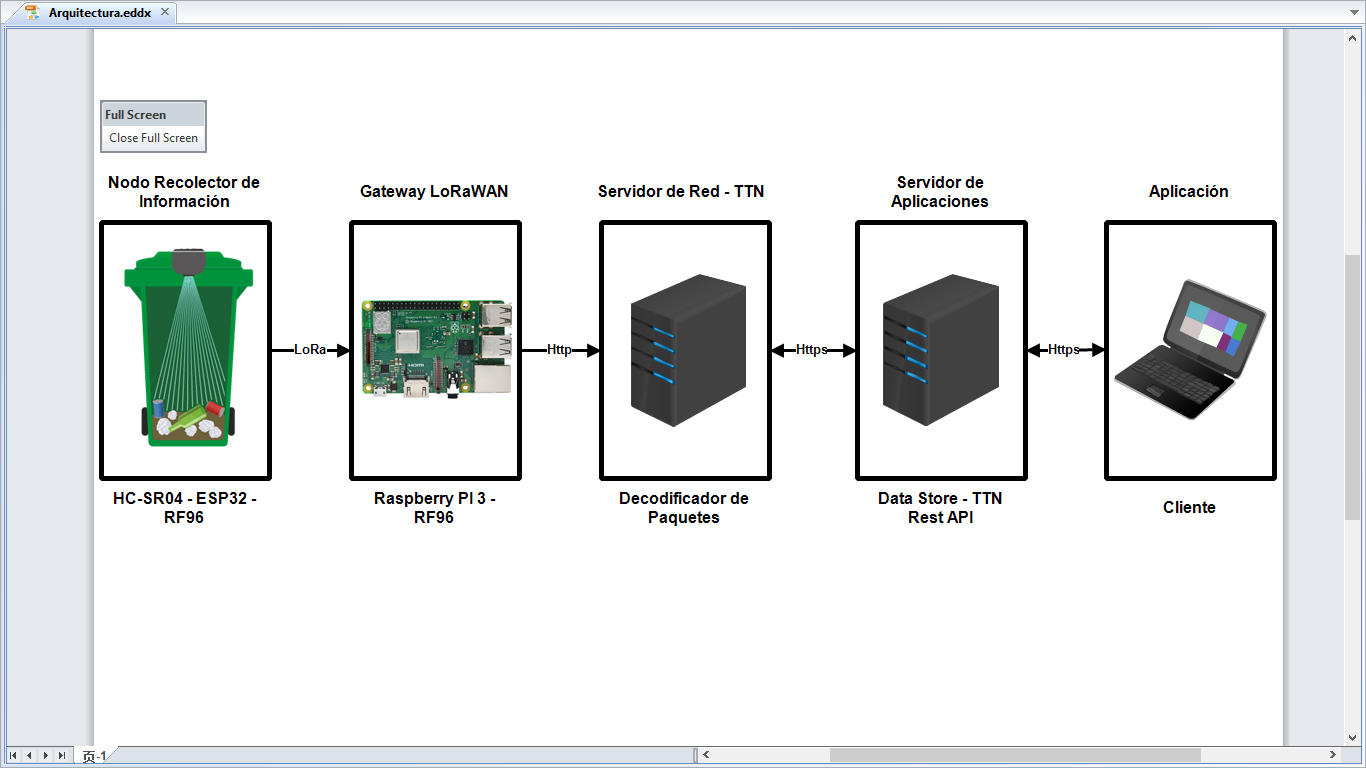 Arquitectura.eddx
Full Screen
Close Full Screen
Nodo Recolector de
Información
Gateway LoRaWAN
Servidor de Red - TTN
Servidor de
Aplicaciones
Aplicación
LoRa
Http
Https
Https
HDMI
HC-SR04 - ESP32 -
RF96
Raspberry PI 3 -
RF96
Decodificador de
Paquetes
Data Store - TTN
Rest API
Cliente
页-1